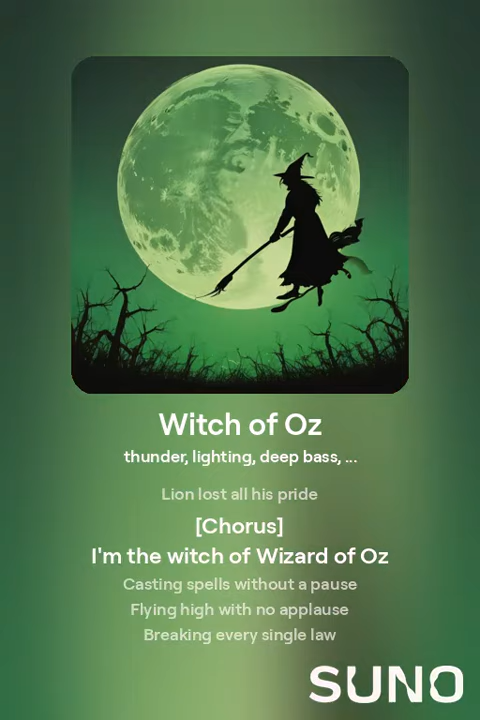 Witch of Oz
thunder, lighting, deep bass, ...
Lion lost all his pride
[Chorus]
I'm the witch of Wizard of Oz
Casting spells without a pause
Flying high with no applause
Breaking every single law
SUNO